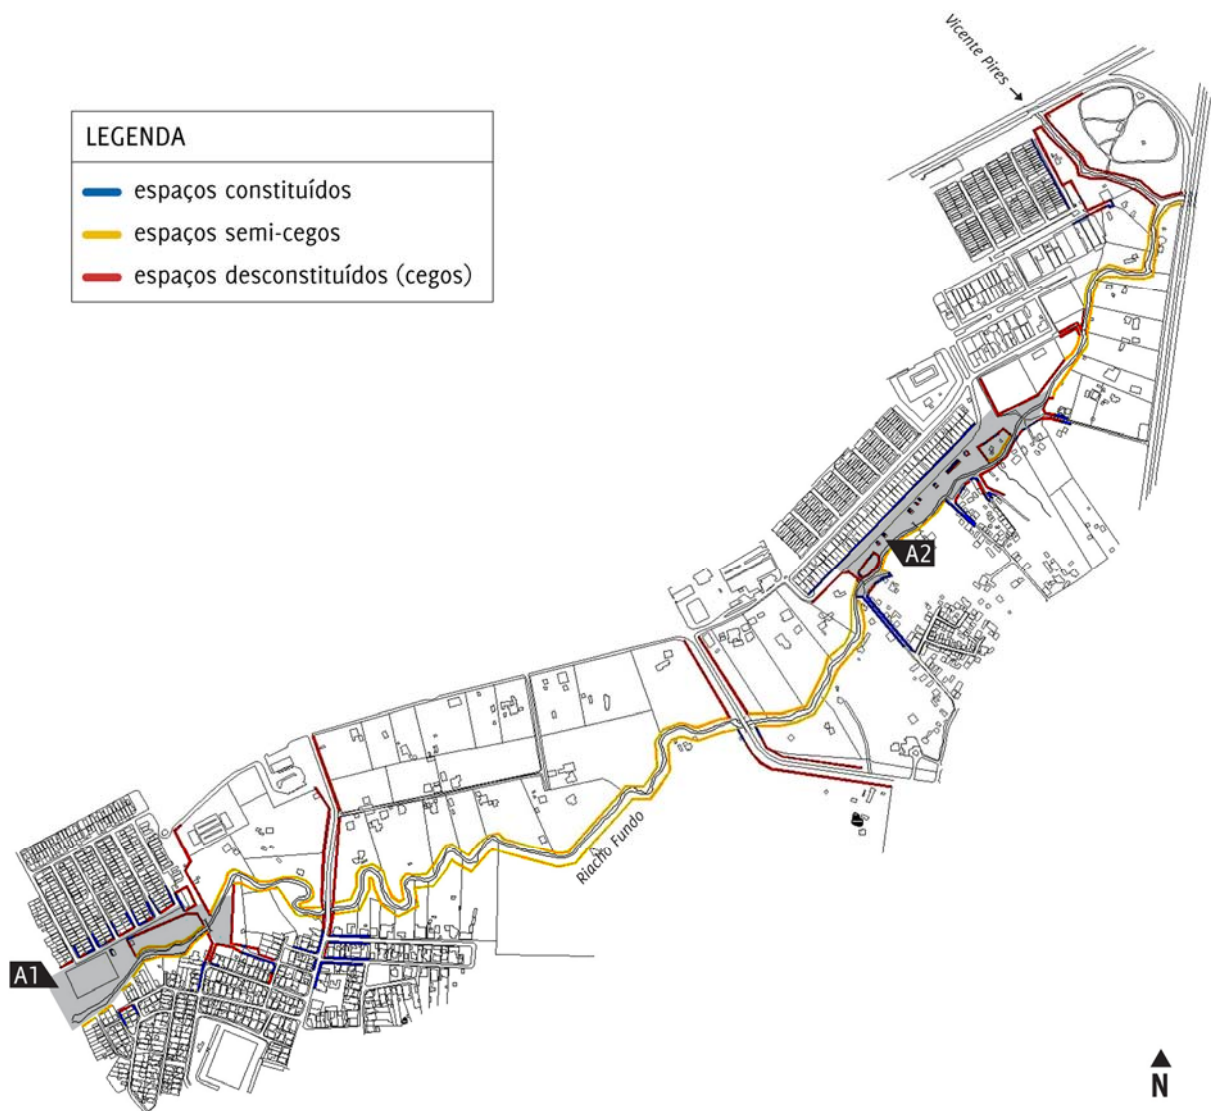 Vicente Pires
LEGENDA
espaços constituídos
espaços semi-cegos
espaços desconstituídos (cegos)
A2
Riacho Fundo
A1
N